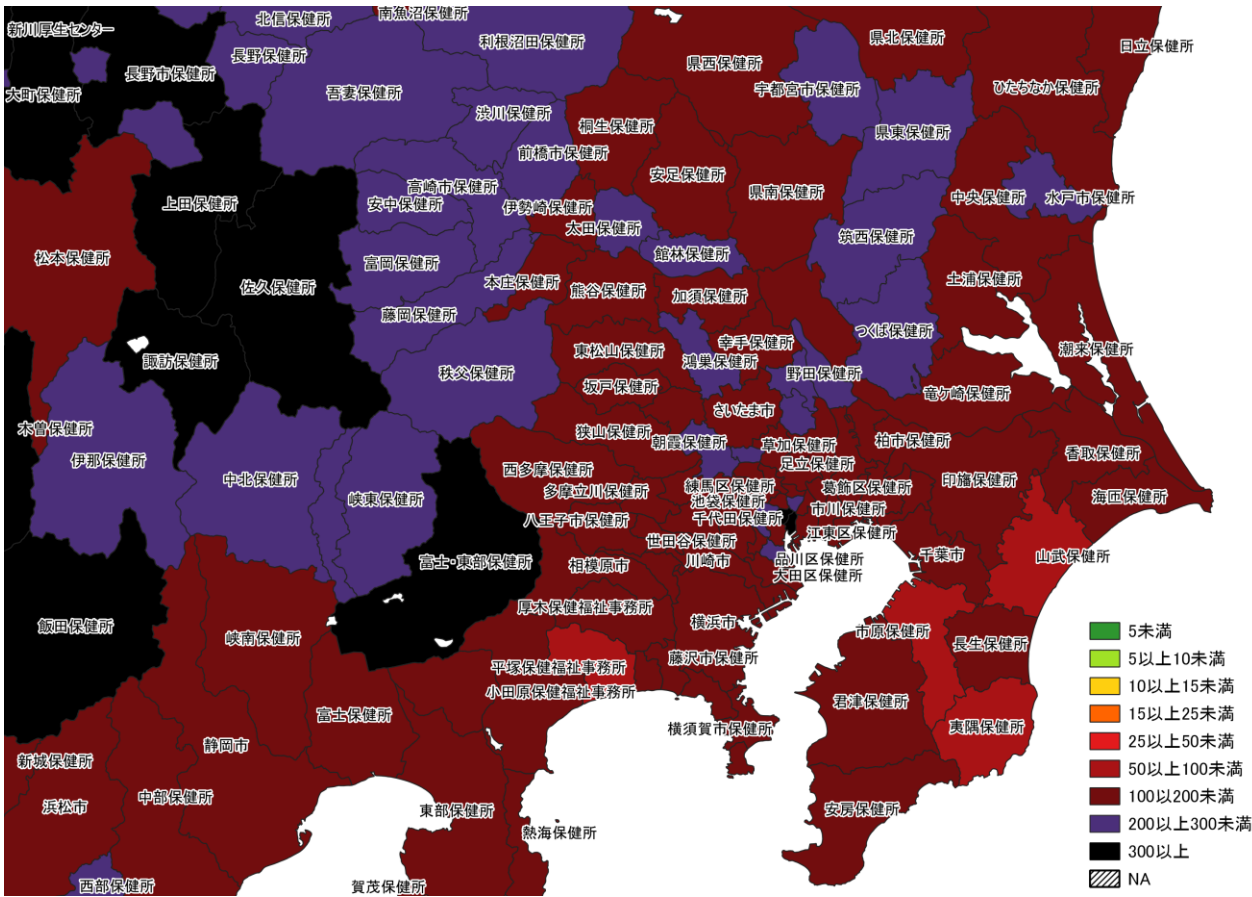 新川厚生センター
北信保健所
南魚沼保健所
利根沼田保健所
県北保健所
日立保健所
長野保健所
長野市保健所
県西保健所
大町保健所
吾妻保健所
宇都宮市保健所
ひたちなか保健所
渋川保健所
桐生保健所
県東保健所
前橋市保健所
安足保健所
高崎市保健所
県南保健所
中央保健所
水戸市保健所
上田保健所
安中保健所
伊勢崎保健所
太田保健所
筑西保健所
松本保健所
富岡保健所
館林保健所
佐久保健所
本庄保健所
熊谷保健所
加須保健所
土浦保健所
藤岡保健所
つくば保健所
諏訪保健所
東松山保健所
幸手保健所
鴻巣保健所
潮来保健所
秩父保健所
野田保健所
坂戸保健所
竜ケ崎保健所
さいたま市
木曽保健所
狭山保健所
朝霞保健所
草加保健所
柏市保健所
伊那保健所
香取保健所
中北保健所
西多摩保健所
足立保健所
印旛保健所
峡東保健所
多摩立川保健所
練馬区保健所
葛飾区保健所
海匝保健所
池袋保健所
市川保健所
八王子市保健所
千代田保健所
世田谷保健所
江東区保健所
富士・東部保健所
相模原市
川崎市
品川区保健所
千葉市
山武保健所
大田区保健所
厚木保健福祉事務所
飯田保健所
峡南保健所
横浜市
市原保健所
長生保健所
平塚保健福祉事務所
藤沢市保健所
小田原保健福祉事務所
君津保健所
富士保健所
横須賀市保健所
夷隅保健所
静岡市
新城保健所
浜松市
中部保健所
東部保健所
安房保健所
熱海保健所
西部保健所
賀茂保健所
5未満
5以上10未満
10以上15未満
15以上25未満
25以上50未満
50以上100未満
100以200未満
200以上300未満
300以上
NA